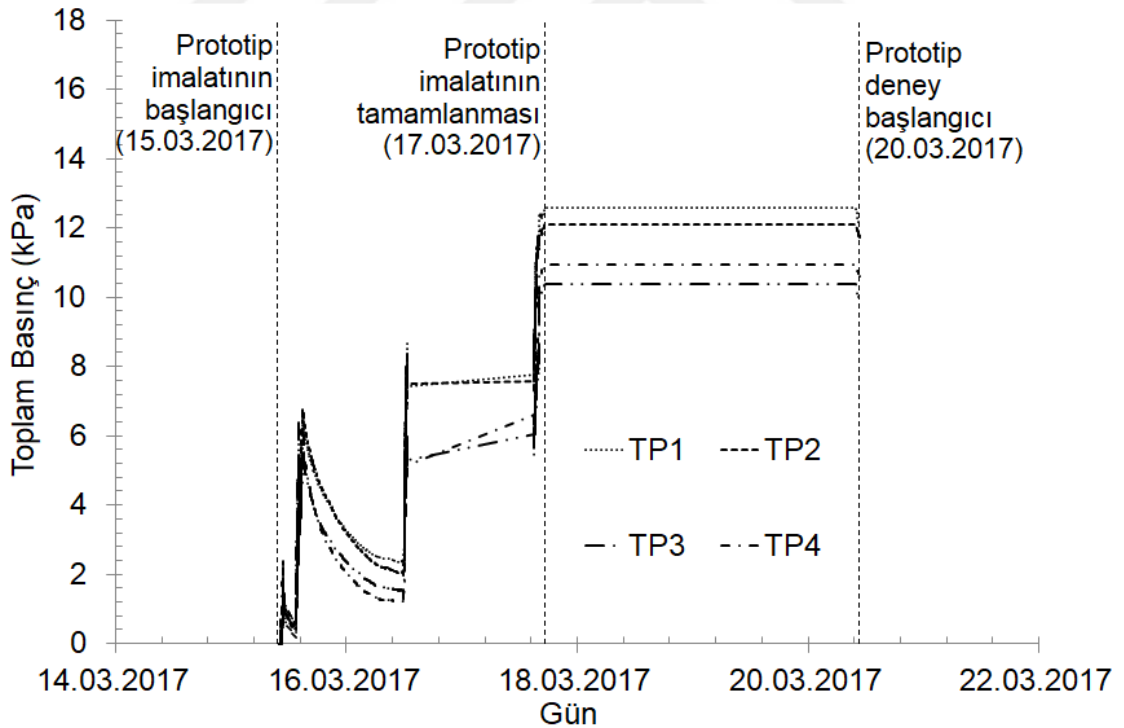 18
16
14
12
10
8
6
4
2
0
Toplam Basınç (kPa)
Prototip
imalatının
başlangıcı
(15.03.2017)
Prototip
imalatının
tamamlanması
(17.03.2017)
Prototip
deney
başlangıcı
(20.03.2017)
TP1
TP2
TP3
TP4
14.03.2017
16.03.2017
18.03.2017
20.03.2017
22.03.2017
Gün